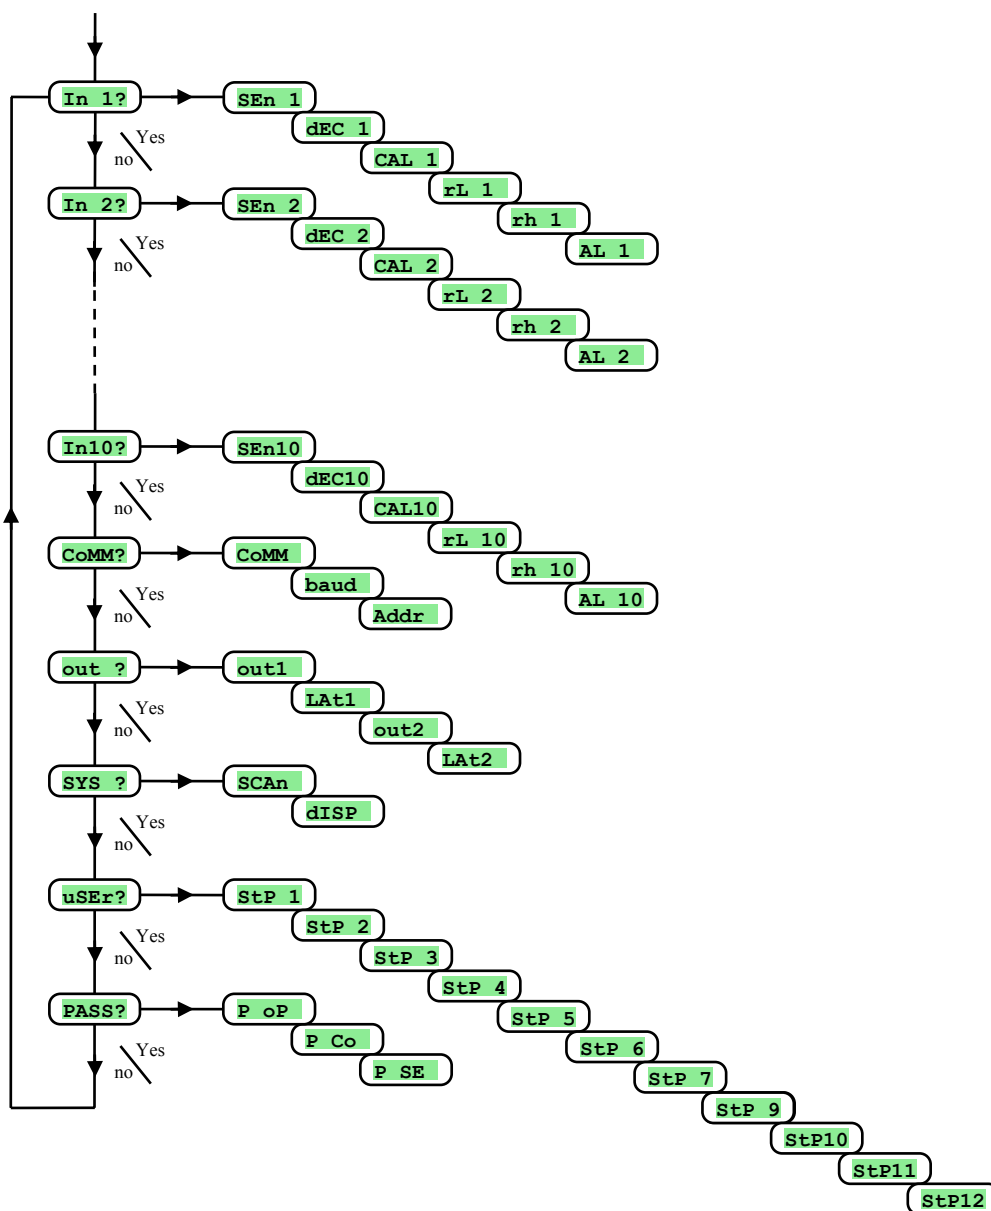 In 1? SEn 1
dEC 1
Yes
no
CAL 1
rL 1
In 2? SEn 2
rh 1
dEC 2
Yes
no
AL 1
CAL 2
rL 2
rh 2
AL 2
In10? SEn10
dEC10
Yes
no
CAL10
rL 10
CoMM? CoMM
rh 10
baud
Yes
no
AL 10
Addr
out ? out1
LAt1
Yes
no
out2
LAt2
SYS ? SCAn
dISP
Yes
no
uSEr? StP 1
StP 2
Yes
no
StP 3
StP 4
PASS? P oP
StP 5
P Co
StP 6
Yes
no
P SE
StP 7
StP 9
StP10
StP11
StP12